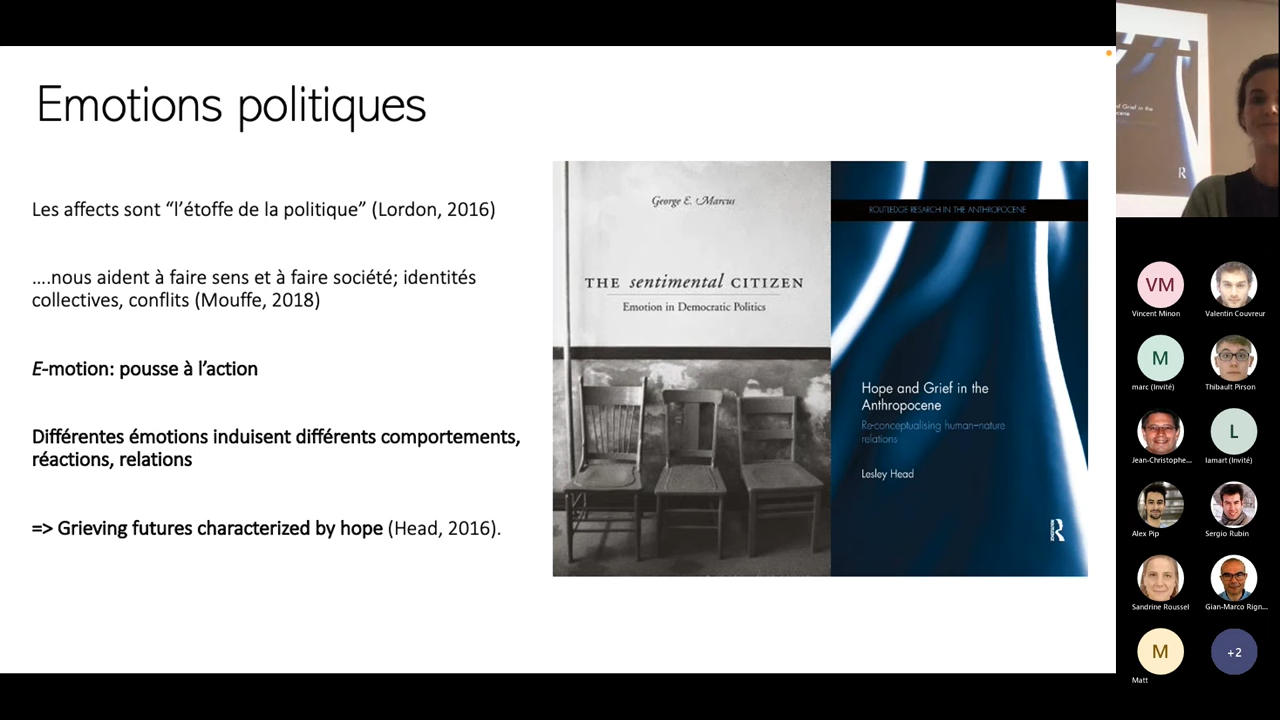 Emotions politiques
Les affects sont “l’étoffe de la politique” (Lordon, 2016)
….nous aident à faire sens et à faire société; identités
collectives, conflits (Mouffe, 2018)
E-motion: pousse à l’action
Différentes émotions induisent différents comportements,
réactions, relations
=> Grieving futures characterized by hope (Head, 2016).
George E. Marcus
THE sentimental CITIZEN
Emotion in Democratic Politics
ROUTLEDGE RESARCH IN THE ANTHROPOCENE
Hope and Grief in the
Anthropocene
Re-conceptualising human–nature
relations
Lesley Head
R
Grief in the
R
VM
Vincent Minon
Valentin Couvreur
M
marc (Invité)
Thibault Pirson
Jean-Christophe...
L
lamart (Invité)
Alex Pip
Sergio Rubin
Sandrine Roussel
Gian-Marco Rign...
M
+2
Matt